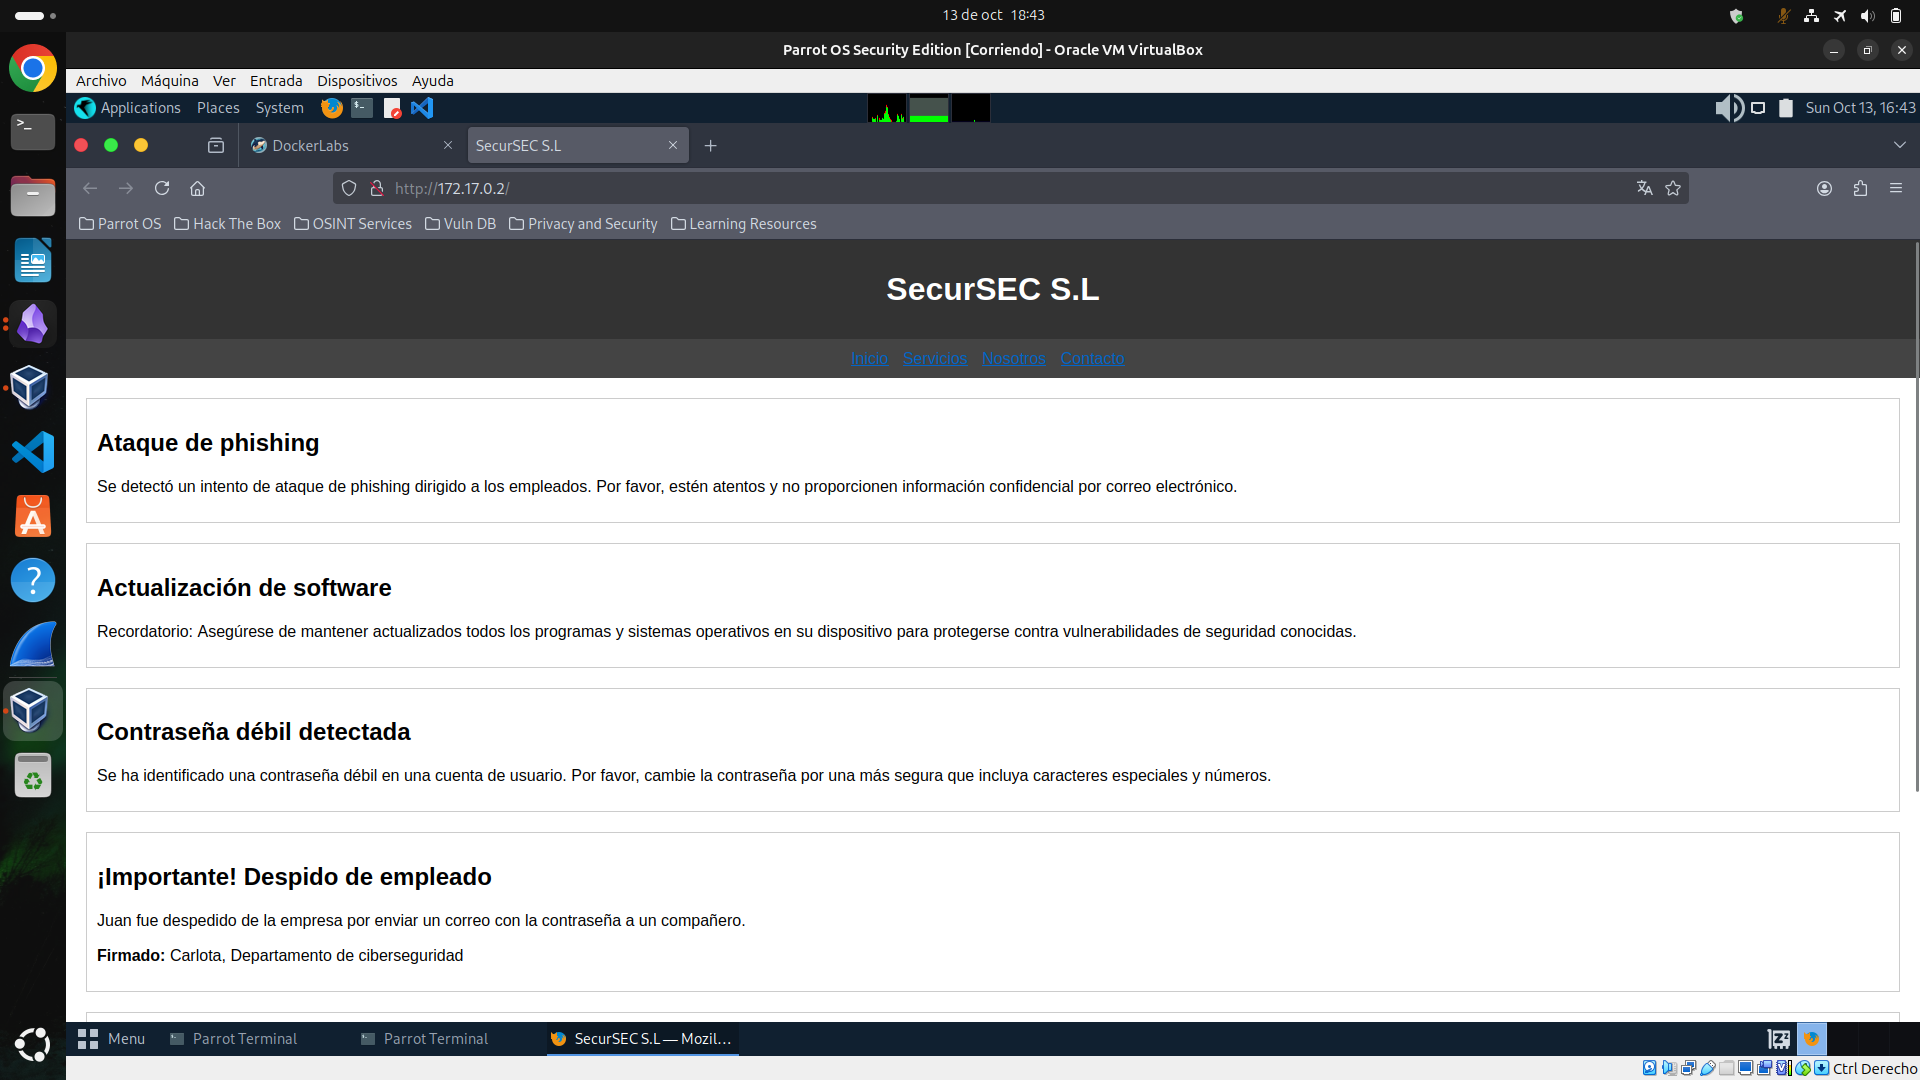 13 de oct 18:43
Parrot OS Security Edition [Corriendo] - Oracle VM VirtualBox
Archivo Máquina Ver Entrada Dispositivos Ayuda
Applications Places System Sun Oct 13, 16:43
DockerLabs SecurSEC S.L
http://172.17.0.2/
Parrot OS Hack The Box OSINT Services Vuln DB Privacy and Security Learning Resources
SecurSEC S.L
Inicio Servicios Nosotros Contacto
Ataque de phishing
Se detectó un intento de ataque de phishing dirigido a los empleados. Por favor, estén atentos y no proporcionen información confidencial por correo electrónico.
Actualización de software
Recordatorio: Asegúrese de mantener actualizados todos los programas y sistemas operativos en su dispositivo para protegerse contra vulnerabilidades de seguridad conocidas.
Contraseña débil detectada
Se ha identificado una contraseña débil en una cuenta de usuario. Por favor, cambie la contraseña por una más segura que incluya caracteres especiales y números.
¡Importante! Despido de empleado
Juan fue despedido de la empresa por enviar un correo con la contraseña a un compañero.
Firmado: Carlota, Departamento de ciberseguridad
Menu Parrot Terminal Parrot Terminal SecurSEC S.L — Mozil...
Ctrl Derecho